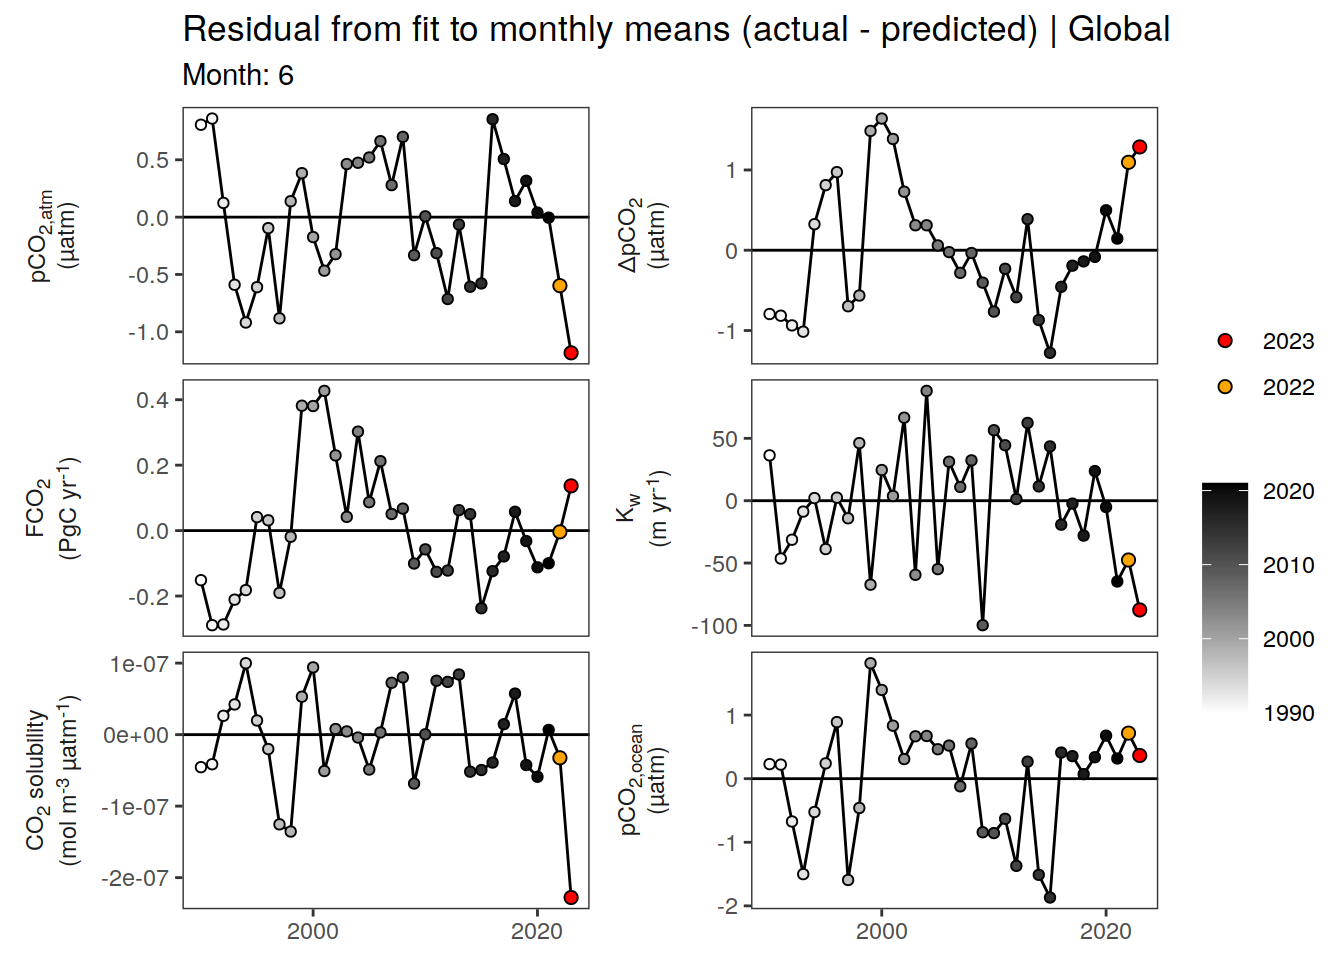 Residual from fit to monthly means (actual - predicted) | Global
Month: 6
pCO2,atm
(µatm)
0.5
0.0
-0.5
-1.0
ΔpCO2
(µatm)
1
0
-1
FCO2
(PgC yr-1)
0.4
0.2
0.0
-0.2
Kw
(m yr-1)
50
0
-50
-100
CO2 solubility
(mol m-3 µatm-1)
1e-07
0e+00
-1e-07
-2e-07
2000
2020
pCO2,ocean
(µatm)
1
0
-1
-2
2000
2020
2023
2022
2020
2010
2000
1990